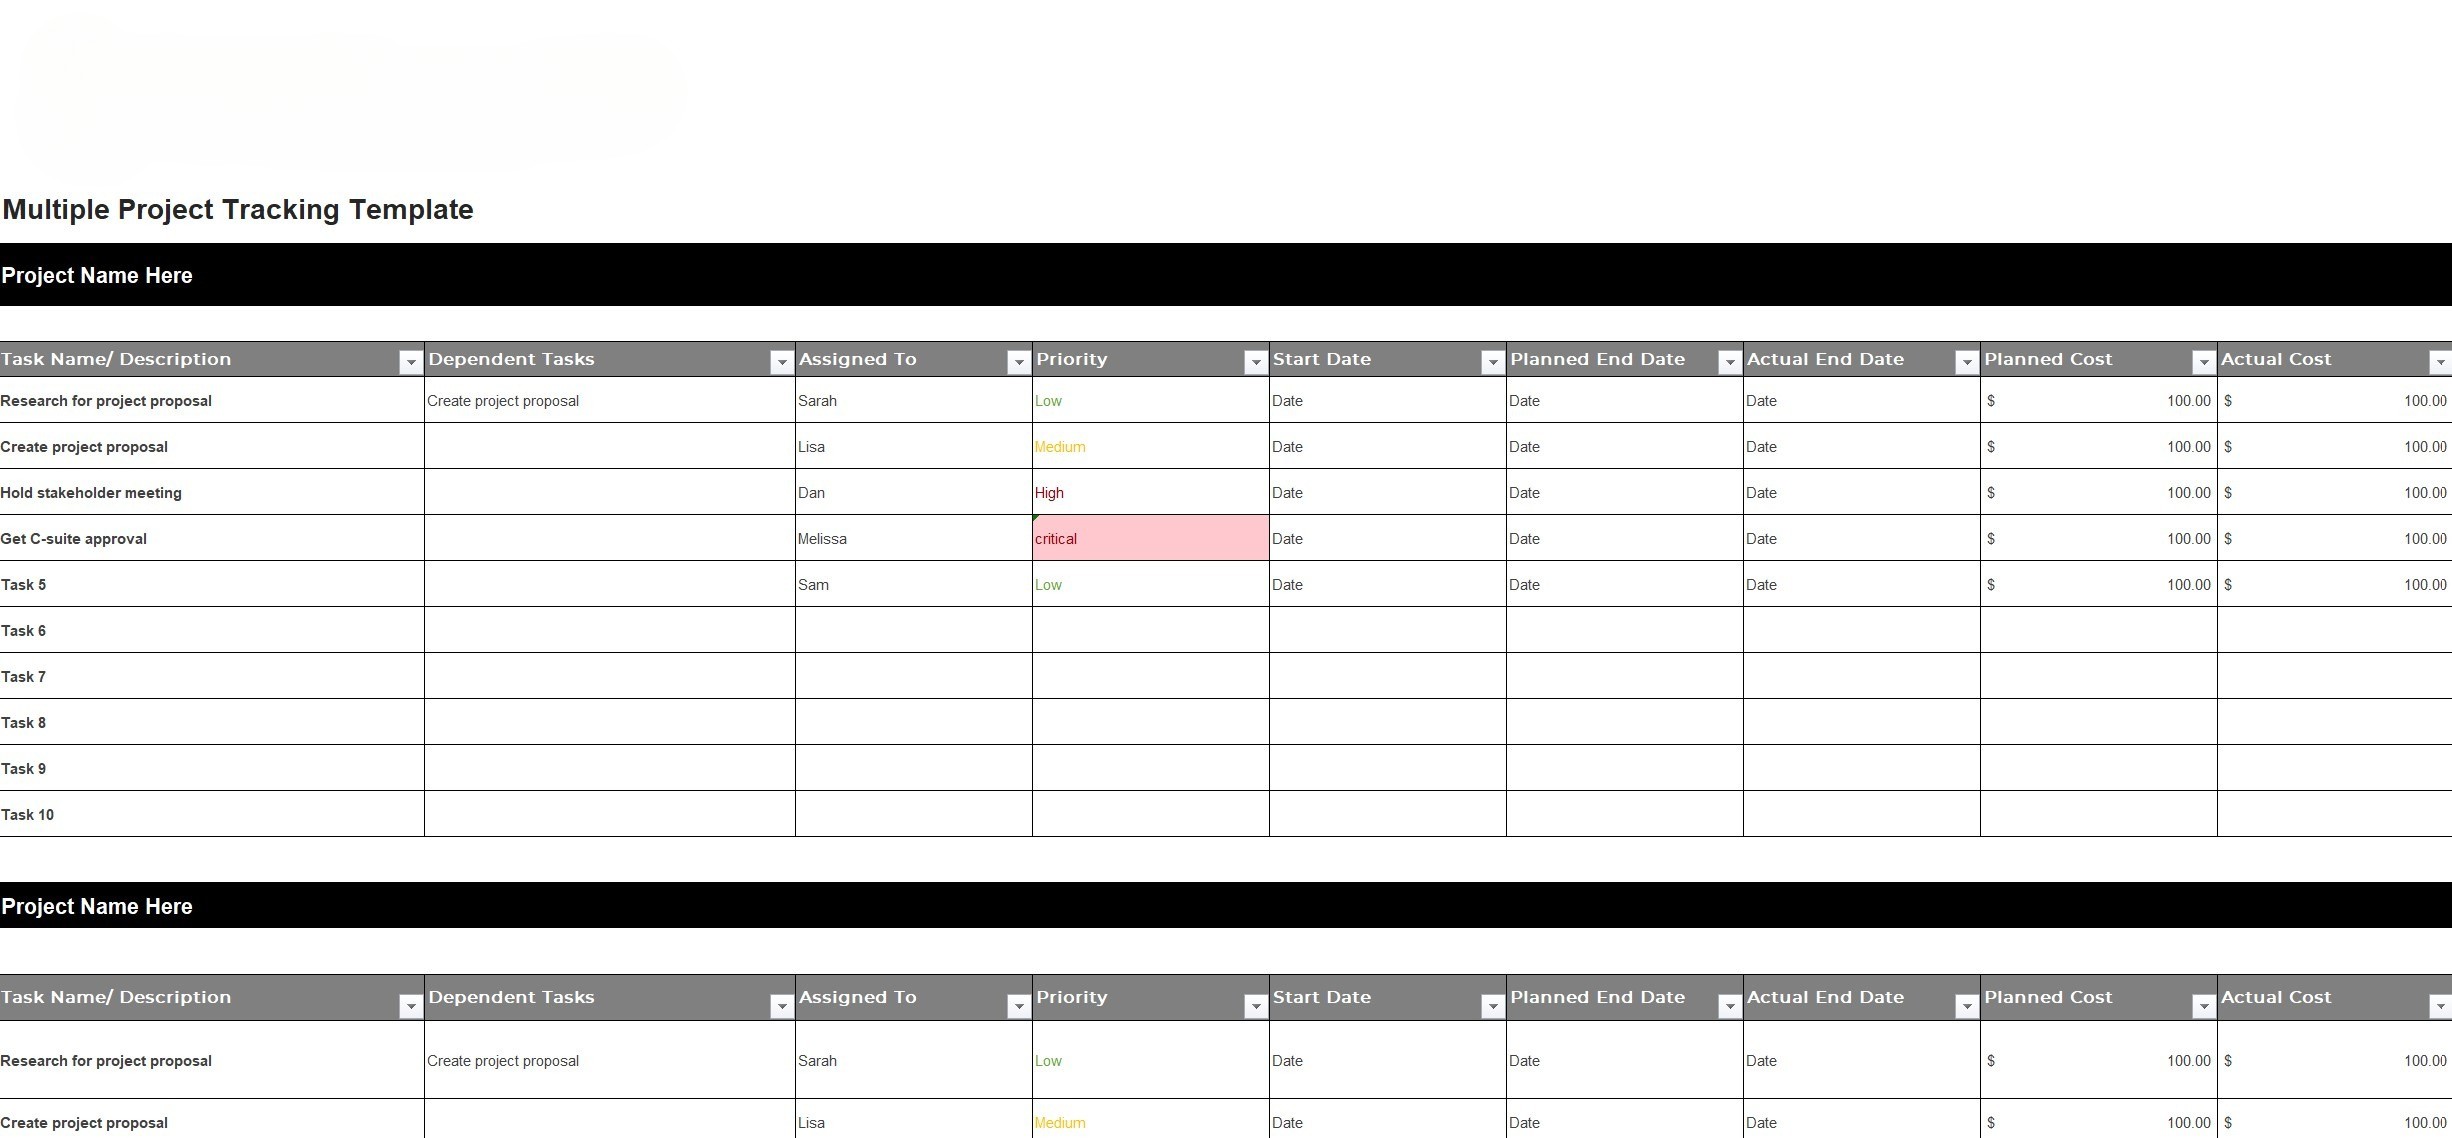 Multiple Project Tracking Template
Project Name Here
Task Name/ Description Dependent Tasks Assigned To Priority Start Date Planned End Date Actual End Date Planned Cost Actual Cost
Research for project proposal Create project proposal Sarah Low Date Date Date $ 100.00 $ 100.00
Create project proposal Lisa Medium Date Date Date $ 100.00 $ 100.00
Hold stakeholder meeting Dan High Date Date Date $ 100.00 $ 100.00
Get C-suite approval Melissa critical Date Date Date $ 100.00 $ 100.00
Task 5 Sam Low Date Date Date $ 100.00 $ 100.00
Task 6
Task 7
Task 8
Task 9
Task 10
Project Name Here
Task Name/ Description Dependent Tasks Assigned To Priority Start Date Planned End Date Actual End Date Planned Cost Actual Cost
Research for project proposal Create project proposal Sarah Low Date Date Date $ 100.00 $ 100.00
Create project proposal Lisa Medium Date Date Date $ 100.00 $ 100.00